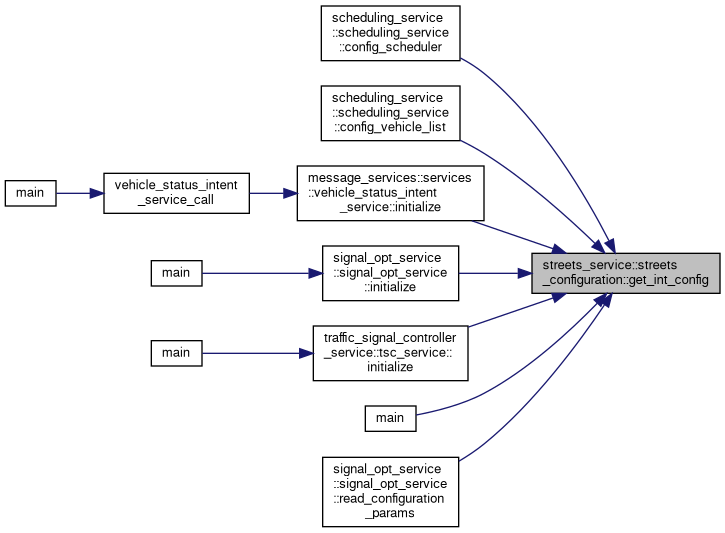 scheduling_service
::scheduling_service
::config_scheduler
scheduling_service
::scheduling_service
::config_vehicle_list
message_services::services
::vehicle_status_intent
_service::initialize
vehicle_status_intent
_service_call
main
streets_service::streets
_configuration::get_int_config
signal_opt_service
::signal_opt_service
::initialize
main
traffic_signal_controller
_service::tsc_service::
initialize
main
main
signal_opt_service
::signal_opt_service
::read_configuration
_params